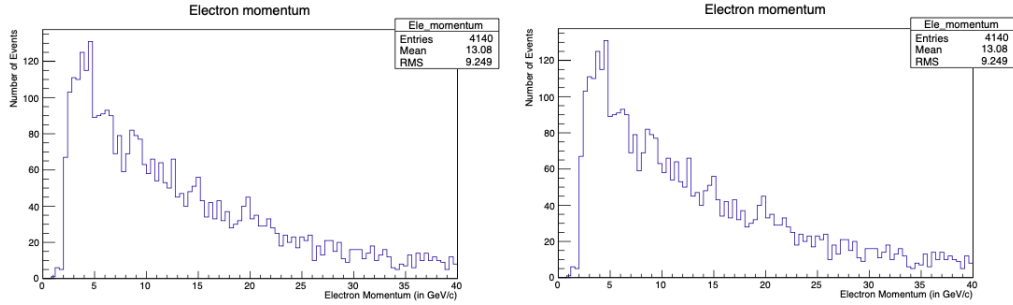 Electron momentum
Ele_momentum
Entries 4140
Mean 13.08
RMS 9.249
Number of Events
120
100
80
60
40
20
0
0 5 10 15 20 25 30 35 40
Electron Momentum (in GeV/c)
Electron momentum
Ele_momentum
Entries 4140
Mean 13.08
RMS 9.249
Number of Events
120
100
80
60
40
20
0
0 5 10 15 20 25 30 35 40
Electron Momentum (in GeV/c)